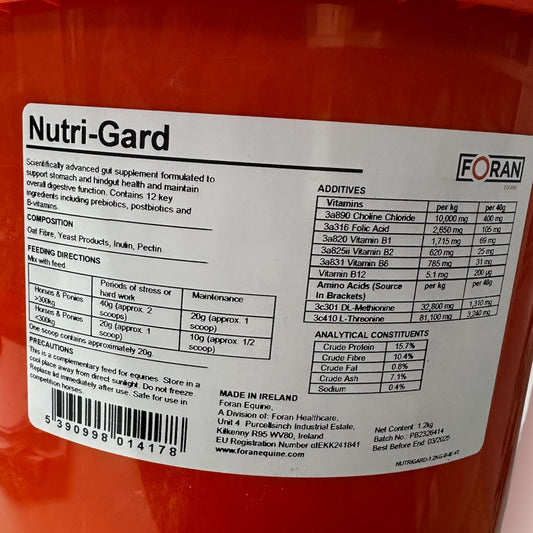 Nutri-Gard
FORAN
EQUINE
Scientifically advanced gut supplement formulated to
support stomach and hindgut health and maintain
overall digestive function. Contains 12 key
ingredients including prebiotics, postbiotics and
B-vitamins.
COMPOSITION
Oat Fibre, Yeast Products, Inulin, Pectin
FEEDING DIRECTIONS
Mix with feed.
Periods of stress or hard work Maintenance
Horses & Ponies >300kg 40g (approx. 2 scoops) 20g (approx. 1 scoop)
Horses & Ponies <300kg 20g (approx. 1 scoop) 10g (approx. 1/2 scoop)
One scoop contains approximately 20g.
PRECAUTIONS
This is a complementary feed for equines. Store in a
cool place away from direct sunlight. Do not freeze
Replace lid immediately after use. Safe for use in
competition horses.
5 390998 014178
ADDITIVES
Vitamins per kg per 40g
3a890 Choline Chloride 10,000 mg 400 mg
3a316 Folic Acid 2,650 mg 105 mg
3a820 Vitamin B1 1,715 mg 69 mg
3a825ii Vitamin B2 620 mg 25 mg
3a831 Vitamin B6 785 mg 31 mg
Vitamin B12 5.1 mg 200 µg
Amino Acids (Source In Brackets) per kg per 40g
3c301 DL-Methionine 32,800 mg 1,310 mg
3c410 L-Threonine 81,100 mg 3,240 mg
ANALYTICAL CONSTITUENTS
Crude Protein 15.7%
Crude Fibre 10.4%
Crude Fat 0.8%
Crude Ash 7.1%
Sodium 0.4%
MADE IN IRELAND
Foran Equine,
A Division of: Foran Healthcare,
Unit 4 Purcellsinch Industrial Estate,
Kilkenny R95 WV80, Ireland.
EU Registration Number αIEKK241841
www.foranequine.com
Net Content: 1.2kg
Batch No.: PB2326414
Best Before End: 03/2025